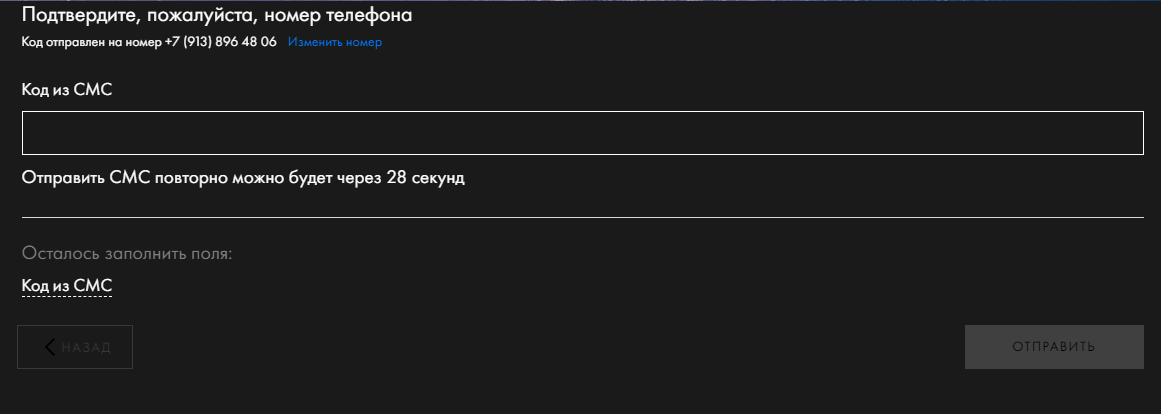 Подтвердите, пожалуйста, номер телефона
Код отправлен на номер +7 (913) 896 48 06 Изменить номер
Код из СМС
Отправить СМС повторно можно будет через 28 секунд
Осталось заполнить поля:
Код из СМС
НАЗАД ОТПРАВИТЬ